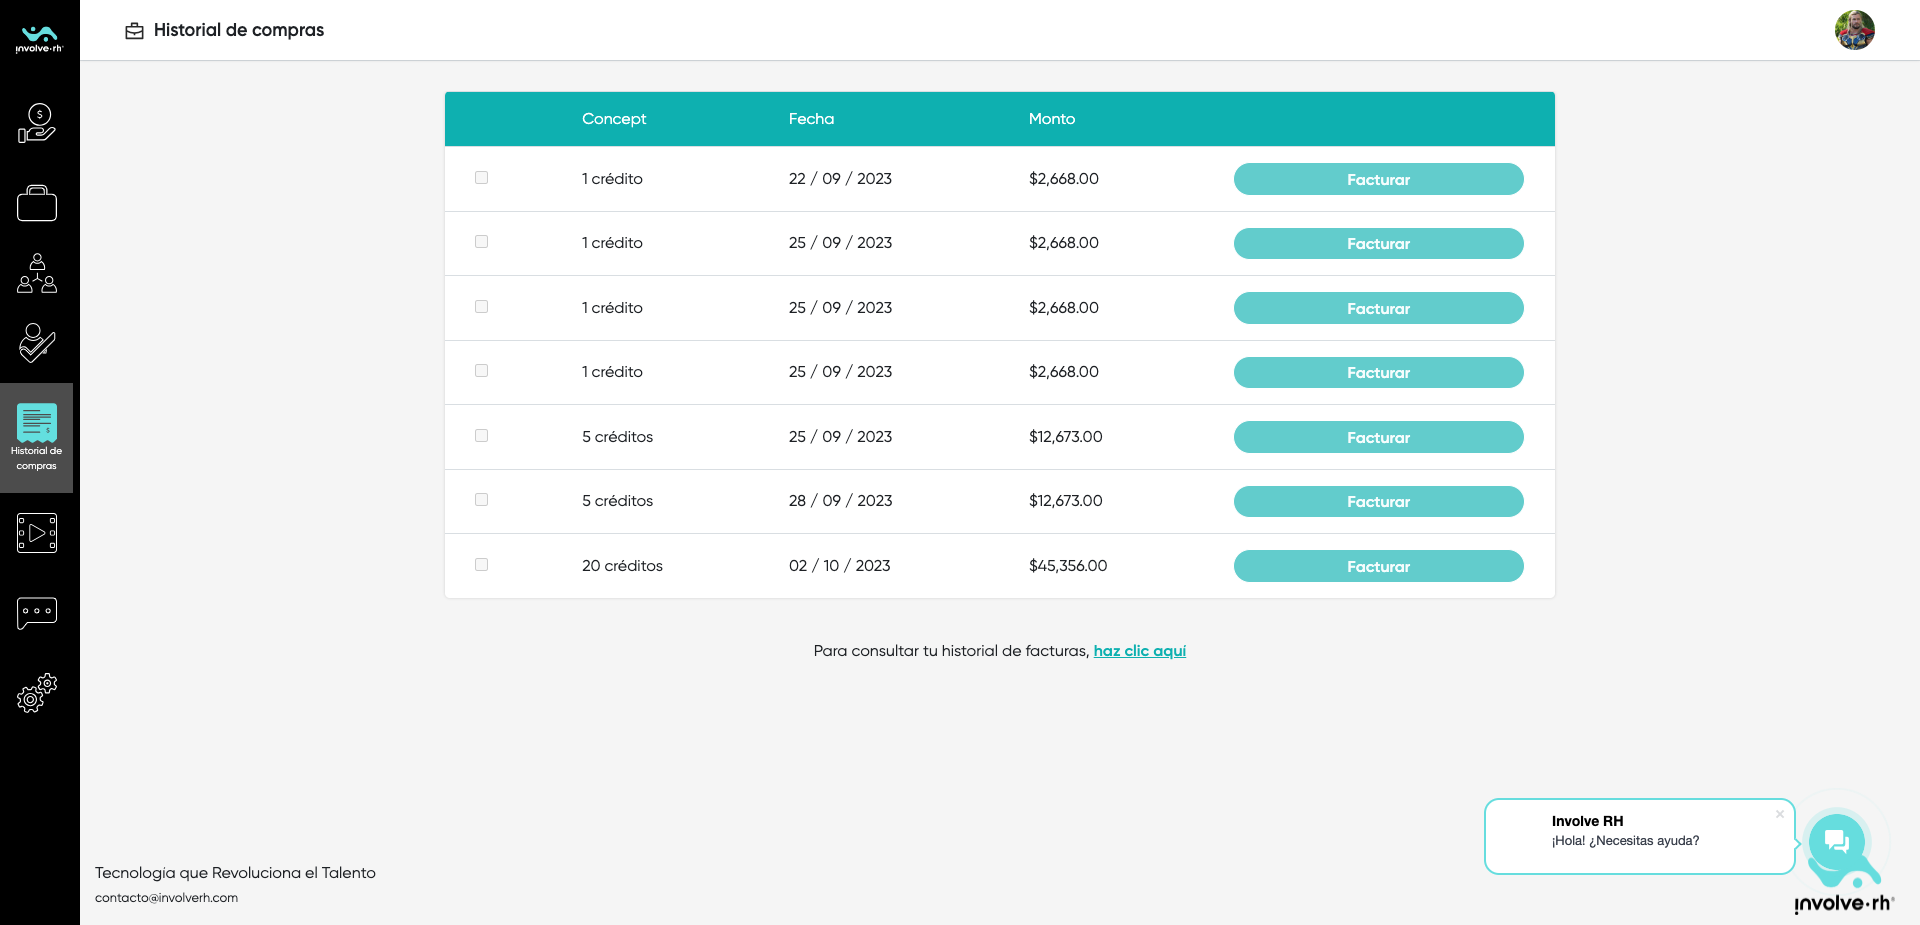 involve·rh
Historial de compras
Concept Fecha Monto
1 crédito 22 / 09 / 2023 $2,668.00 Facturar
1 crédito 25 / 09 / 2023 $2,668.00 Facturar
1 crédito 25 / 09 / 2023 $2,668.00 Facturar
1 crédito 25 / 09 / 2023 $2,668.00 Facturar
5 créditos 25 / 09 / 2023 $12,673.00 Facturar
5 créditos 28 / 09 / 2023 $12,673.00 Facturar
20 créditos 02 / 10 / 2023 $45,356.00 Facturar
Historial de
compras
Para consultar tu historial de facturas, haz clic aquí
Involve RH
¡Hola! ¿Necesitas ayuda?
Tecnología que Revoluciona el Talento
contacto@involverh.com
involve·rh®